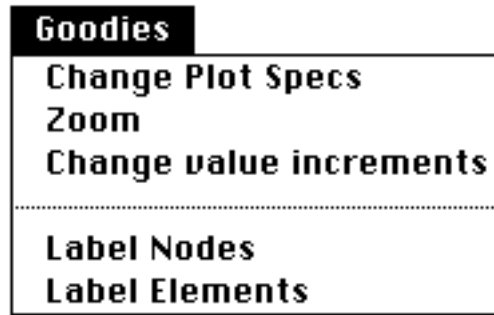 Goodies
Change Plot Specs
Zoom
Change value increments
Label Nodes
Label Elements